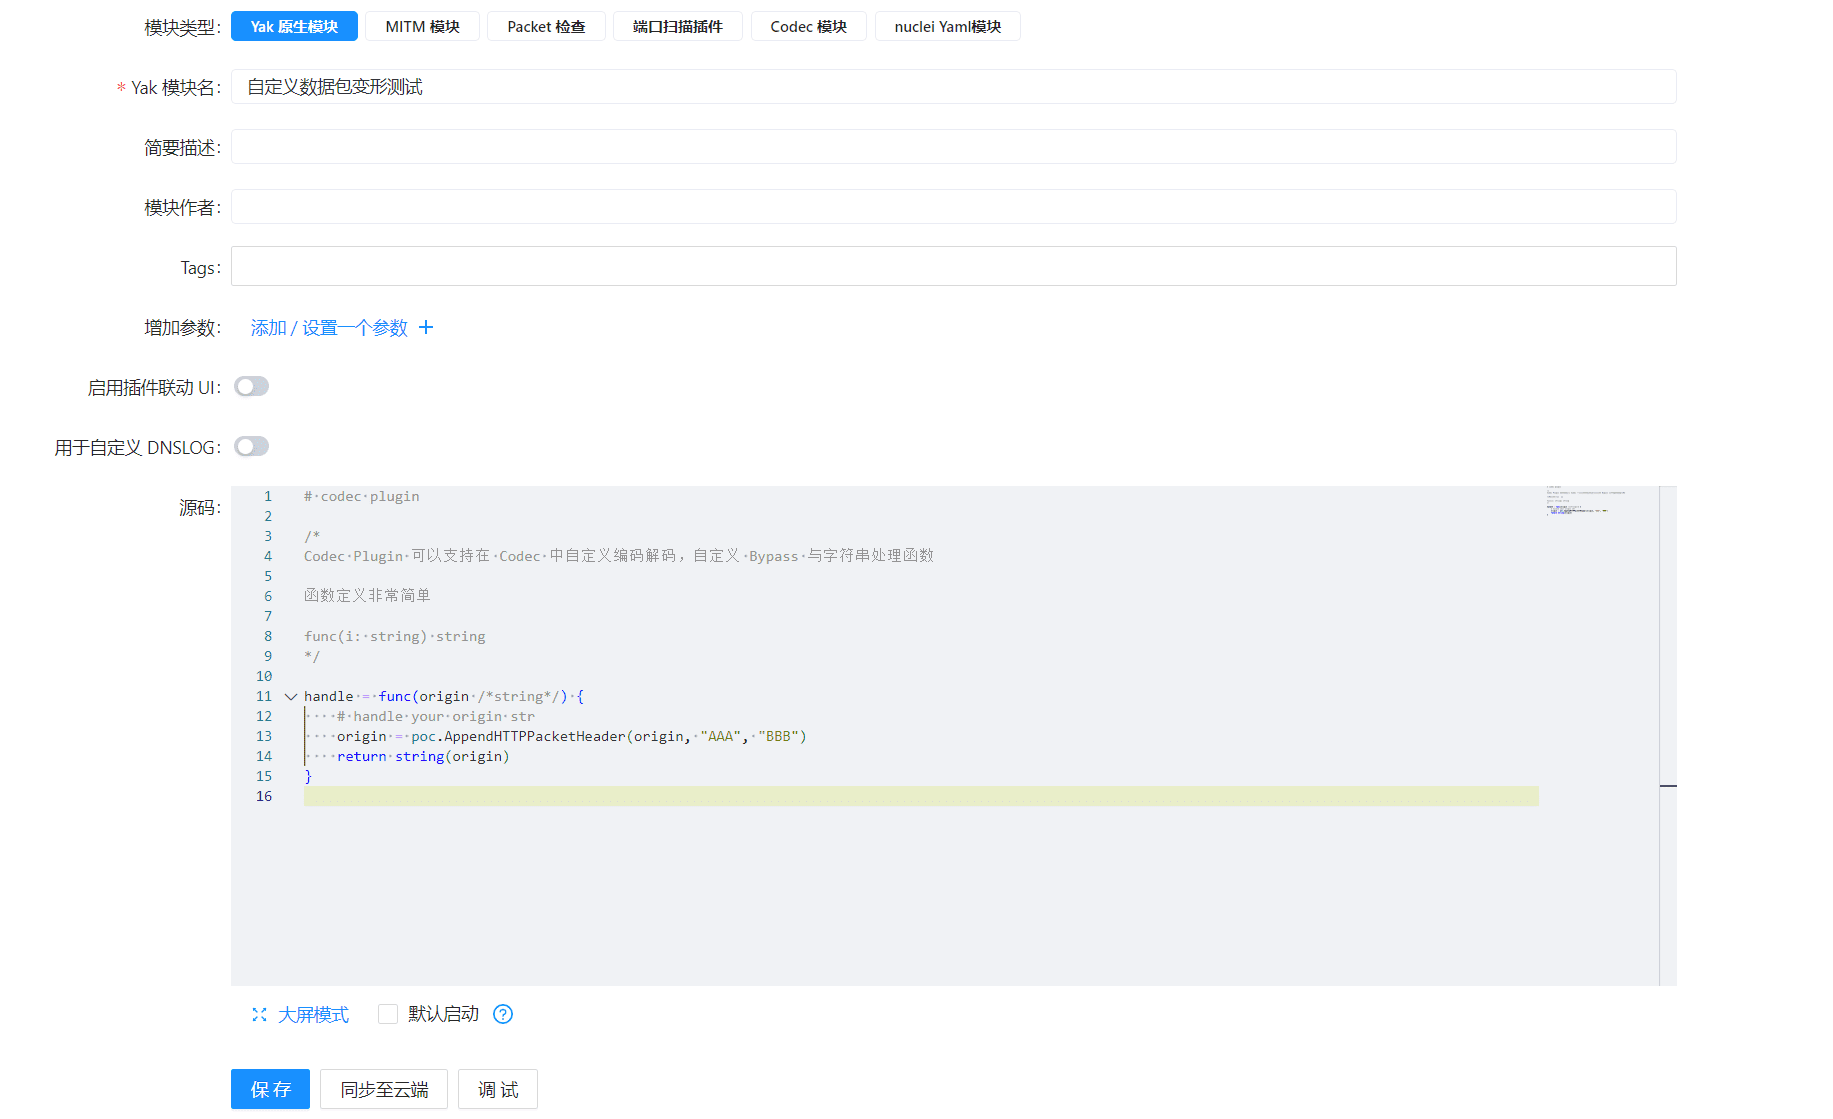 模块类型: Yak 原生模块 MITM 模块 Packet 检查 端口扫描插件 Codec 模块 nuclei Yaml模块
* Yak 模块名: 自定义数据包变形测试
简要描述:
模块作者:
Tags:
增加参数: 添加 / 设置一个参数 +
启用插件联动 UI:
用于自定义 DNSLOG:
源码:
1 # codec plugin
2
3 /*
4 Codec Plugin 可以支持在 Codec 中自定义编码解码，自定义 Bypass 与字符串处理函数
5
6 函数定义非常简单
7
8 func(i: string) string
9 */
10
11 handle = func(origin /*string*/) {
12 # handle your origin str
13 origin = poc.AppendHTTPPacketHeader(origin, "AAA", "BBB")
14 return string(origin)
15 }
16
大屏模式 默认启动 ?
保 存 同步至云端 调 试